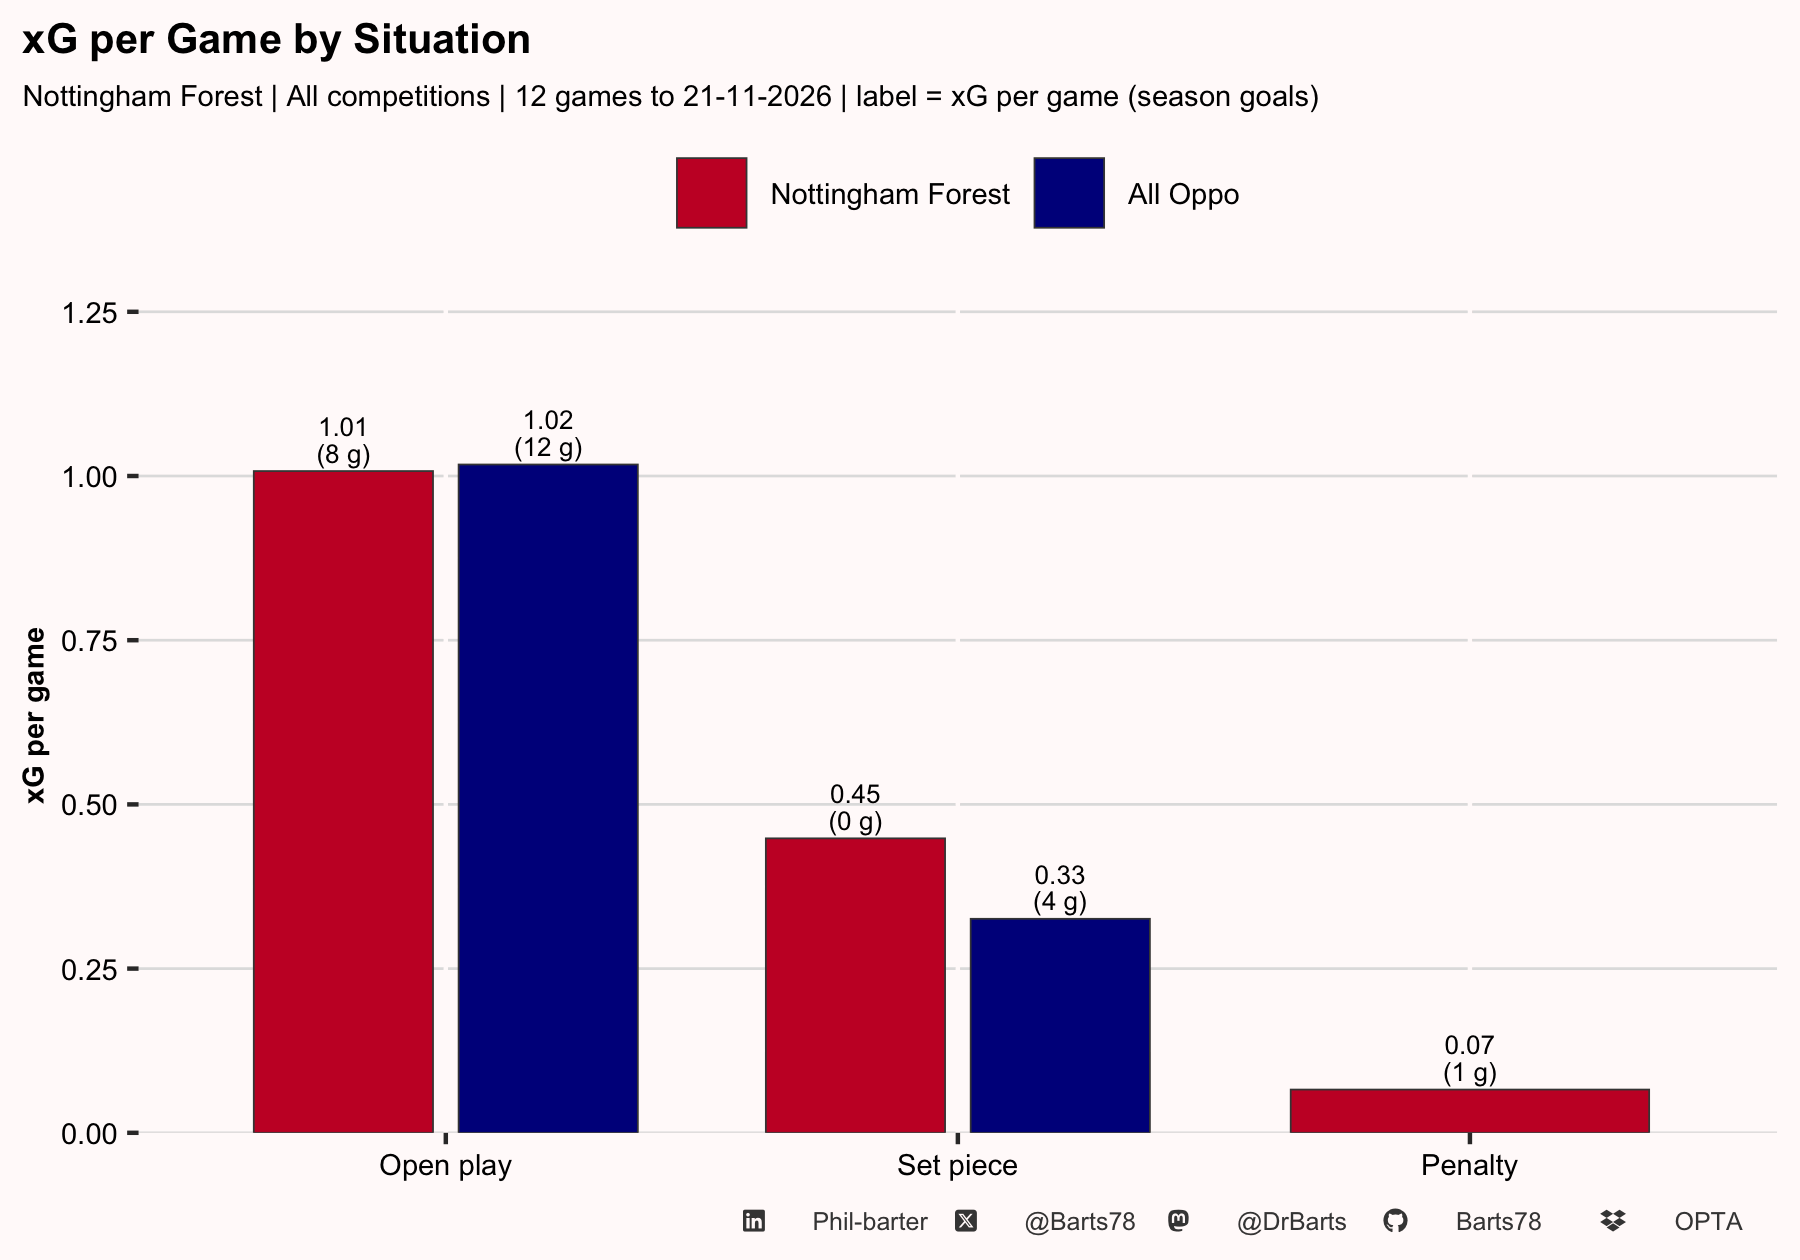 xG per Game by Situation
Nottingham Forest | All competitions | 12 games to 21-11-2026 | label = xG per game (season goals)
Nottingham Forest
All Oppo
xG per game
1.25
1.00
0.75
0.50
0.25
0.00
1.01
(8 g)
1.02
(12 g)
0.45
(0 g)
0.33
(4 g)
0.07
(1 g)
Open play
Set piece
Penalty
Phil-barter
@Barts78
@DrBarts
Barts78
OPTA